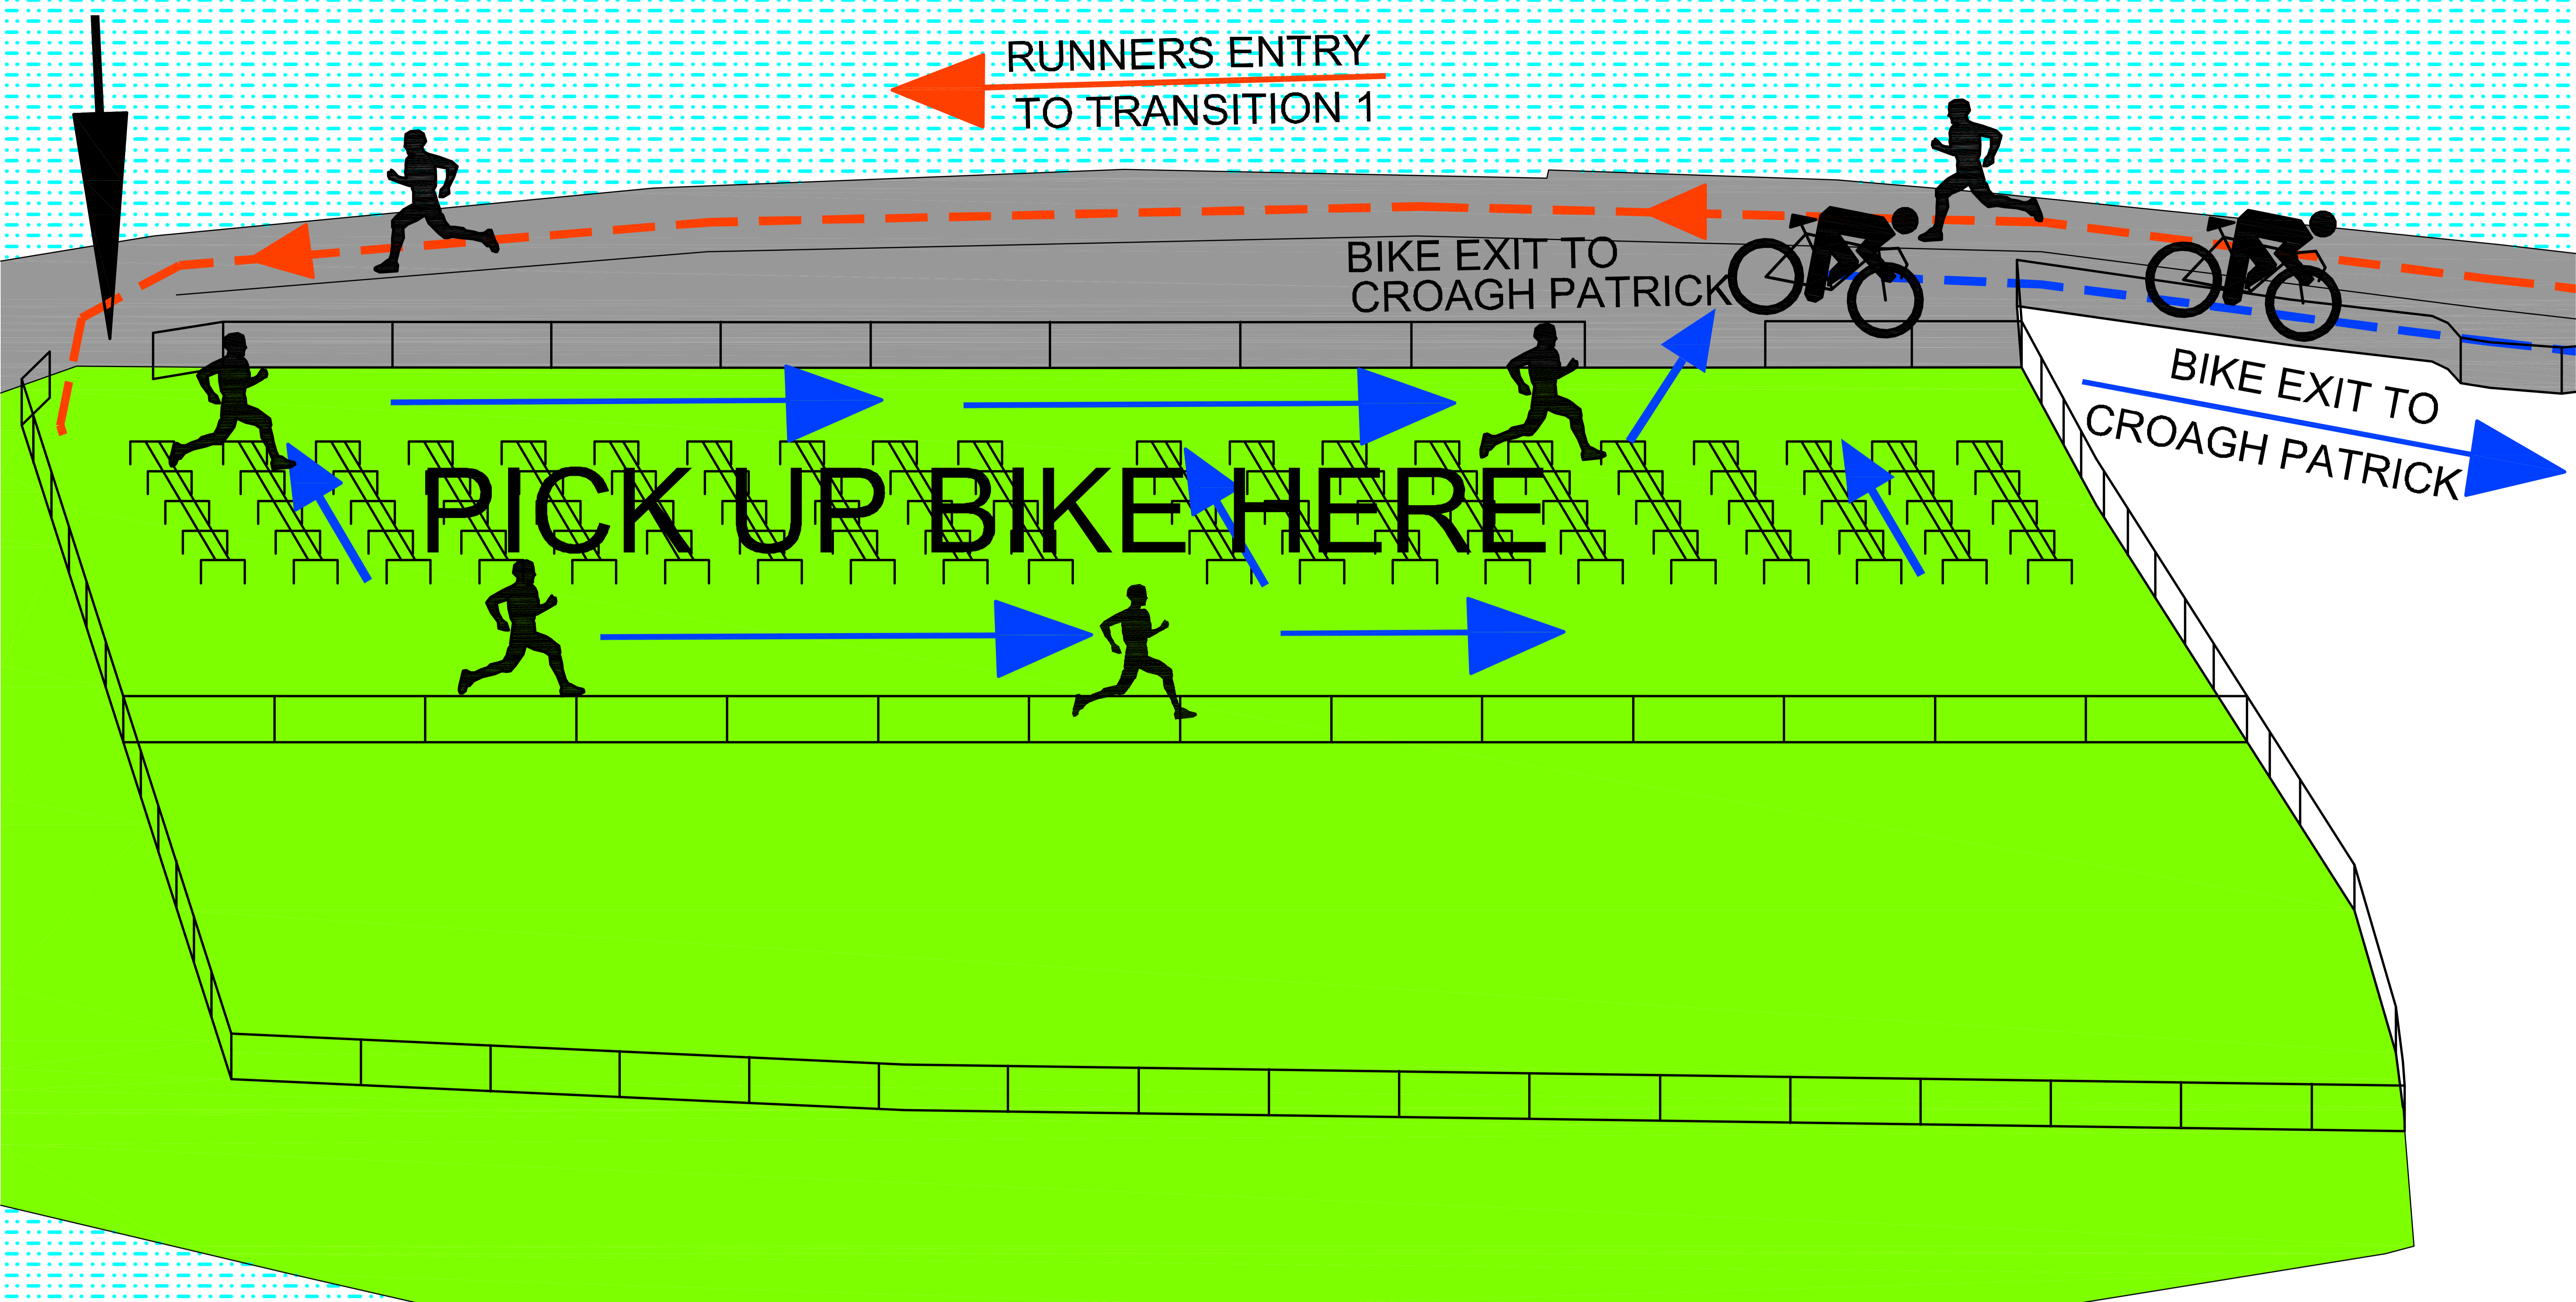 RUNNERS ENTRY
TO TRANSITION 1
BIKE EXIT TO
CROAGH PATRICK
BIKE EXIT TO
CROAGH PATRICK
PICK UP BIKE HERE